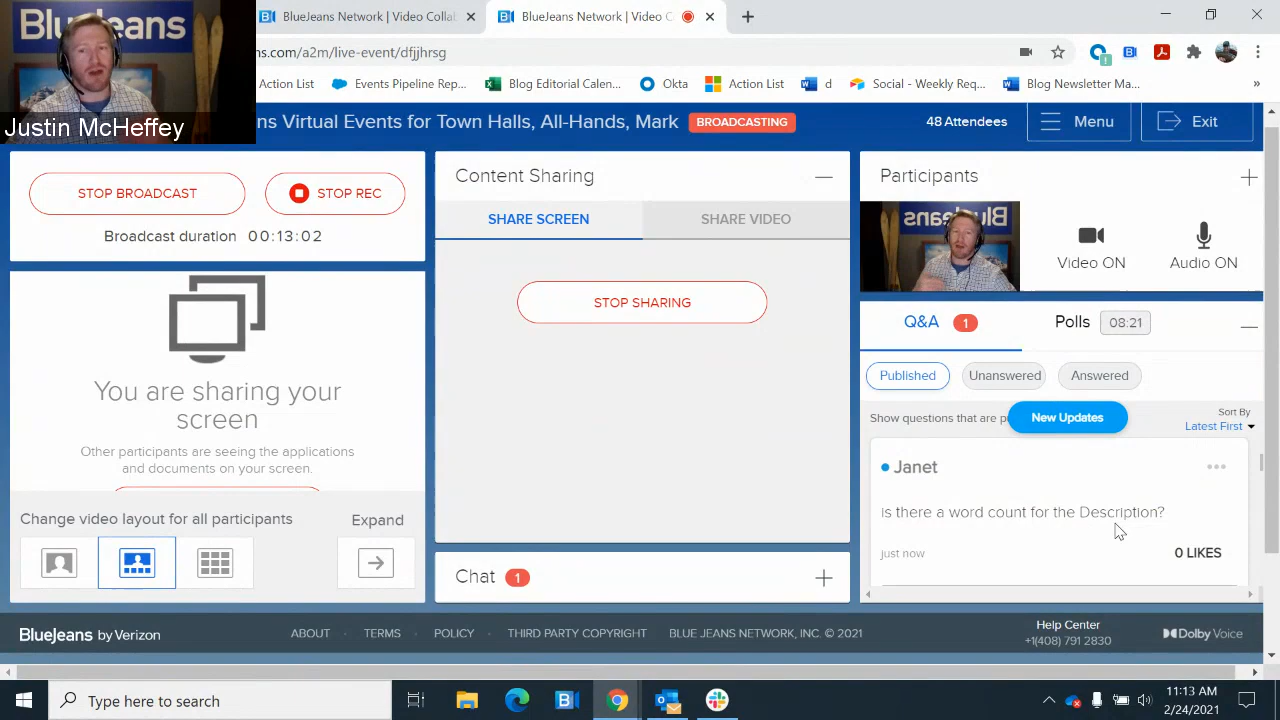 BlueJeans
Justin McHeffey
BlueJeans Network | Video Collab
BlueJeans Network | Video C
ns.com/a2m/live-event/dfjjhrsg
1
Action List
Events Pipeline Rep...
Blog Editorial Calen...
Okta
Action List
d
Social - Weekly Req...
Blog Newsletter Ma...
»
ns Virtual Events for Town Halls, All-Hands, Mark
BROADCASTING
48 Attendees
Menu
Exit
STOP BROADCAST
STOP REC
Broadcast duration 00:13:02
You are sharing your
screen
Other participants are seeing the applications
and documents on your screen.
Change video layout for all participants
Expand
Content Sharing
SHARE SCREEN
SHARE VIDEO
STOP SHARING
Chat 1
Participants
BlueJeans
Video ON
Audio ON
Q&A 1
Polls 08:21
Published
Unanswered
Answered
Show questions that are p
New Updates
Sort By
Latest First
Janet
is there a word count for the Description?
just now
0 LIKES
BlueJeans by Verizon
ABOUT
TERMS
POLICY
THIRD PARTY COPYRIGHT
BLUE JEANS NETWORK, INC. © 2021
Help Center
+1(408) 791 2830
Dolby Voice
Type here to search
11:13 AM
2/24/2021